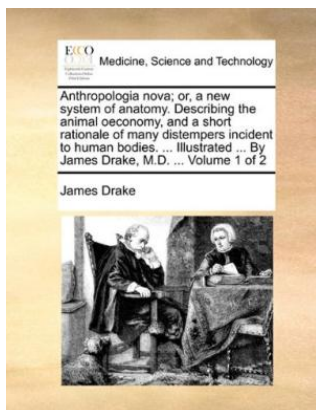 ECCO
Medicine, Science and Technology
Anthropologia nova; or, a new
system of anatomy. Describing the
animal oeconomy, and a short
rationale of many distempers incident
to human bodies. ... Illustrated ... By
James Drake, M.D. ... Volume 1 of 2
James Drake